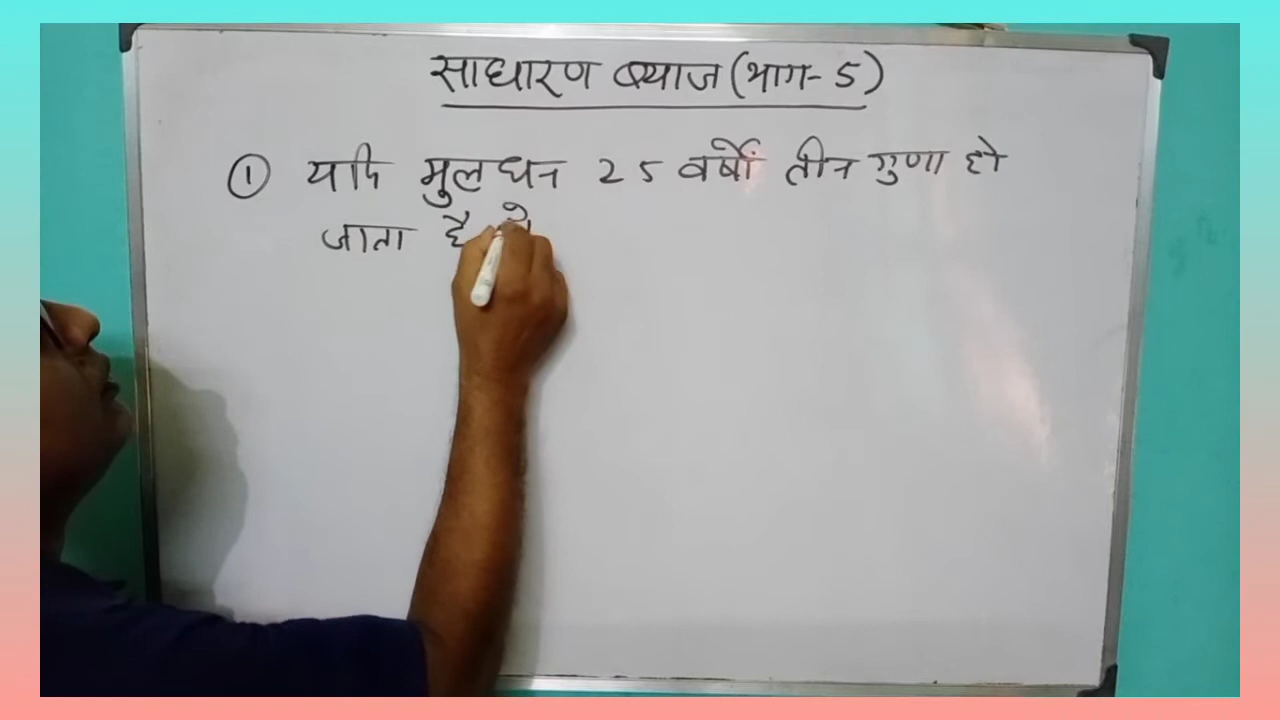 साधारण ब्याज (भाग- 5)
① यदि मुलधन 25 वर्षों तीन गुणा हो
जाता है